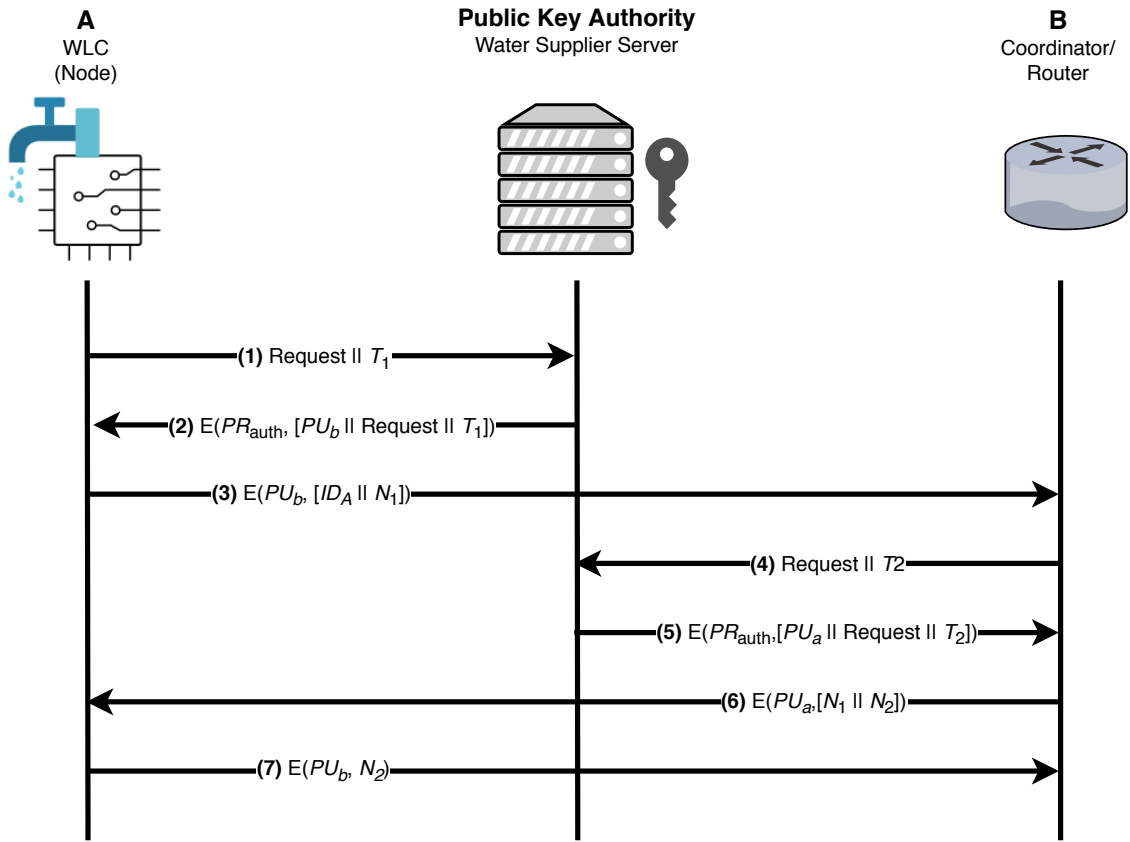 A
WLC
(Node)
Public Key Authority
Water Supplier Server
B
Coordinator/
Router
(1) Request || T1
(2) E(PRauth, [PUb || Request || T1])
(3) E(PUb, [IDA || N1])
(4) Request || T2
(5) E(PRauth,[PUa || Request || T2])
(6) E(PUa,[N1 || N2])
(7) E(PUb, N2)